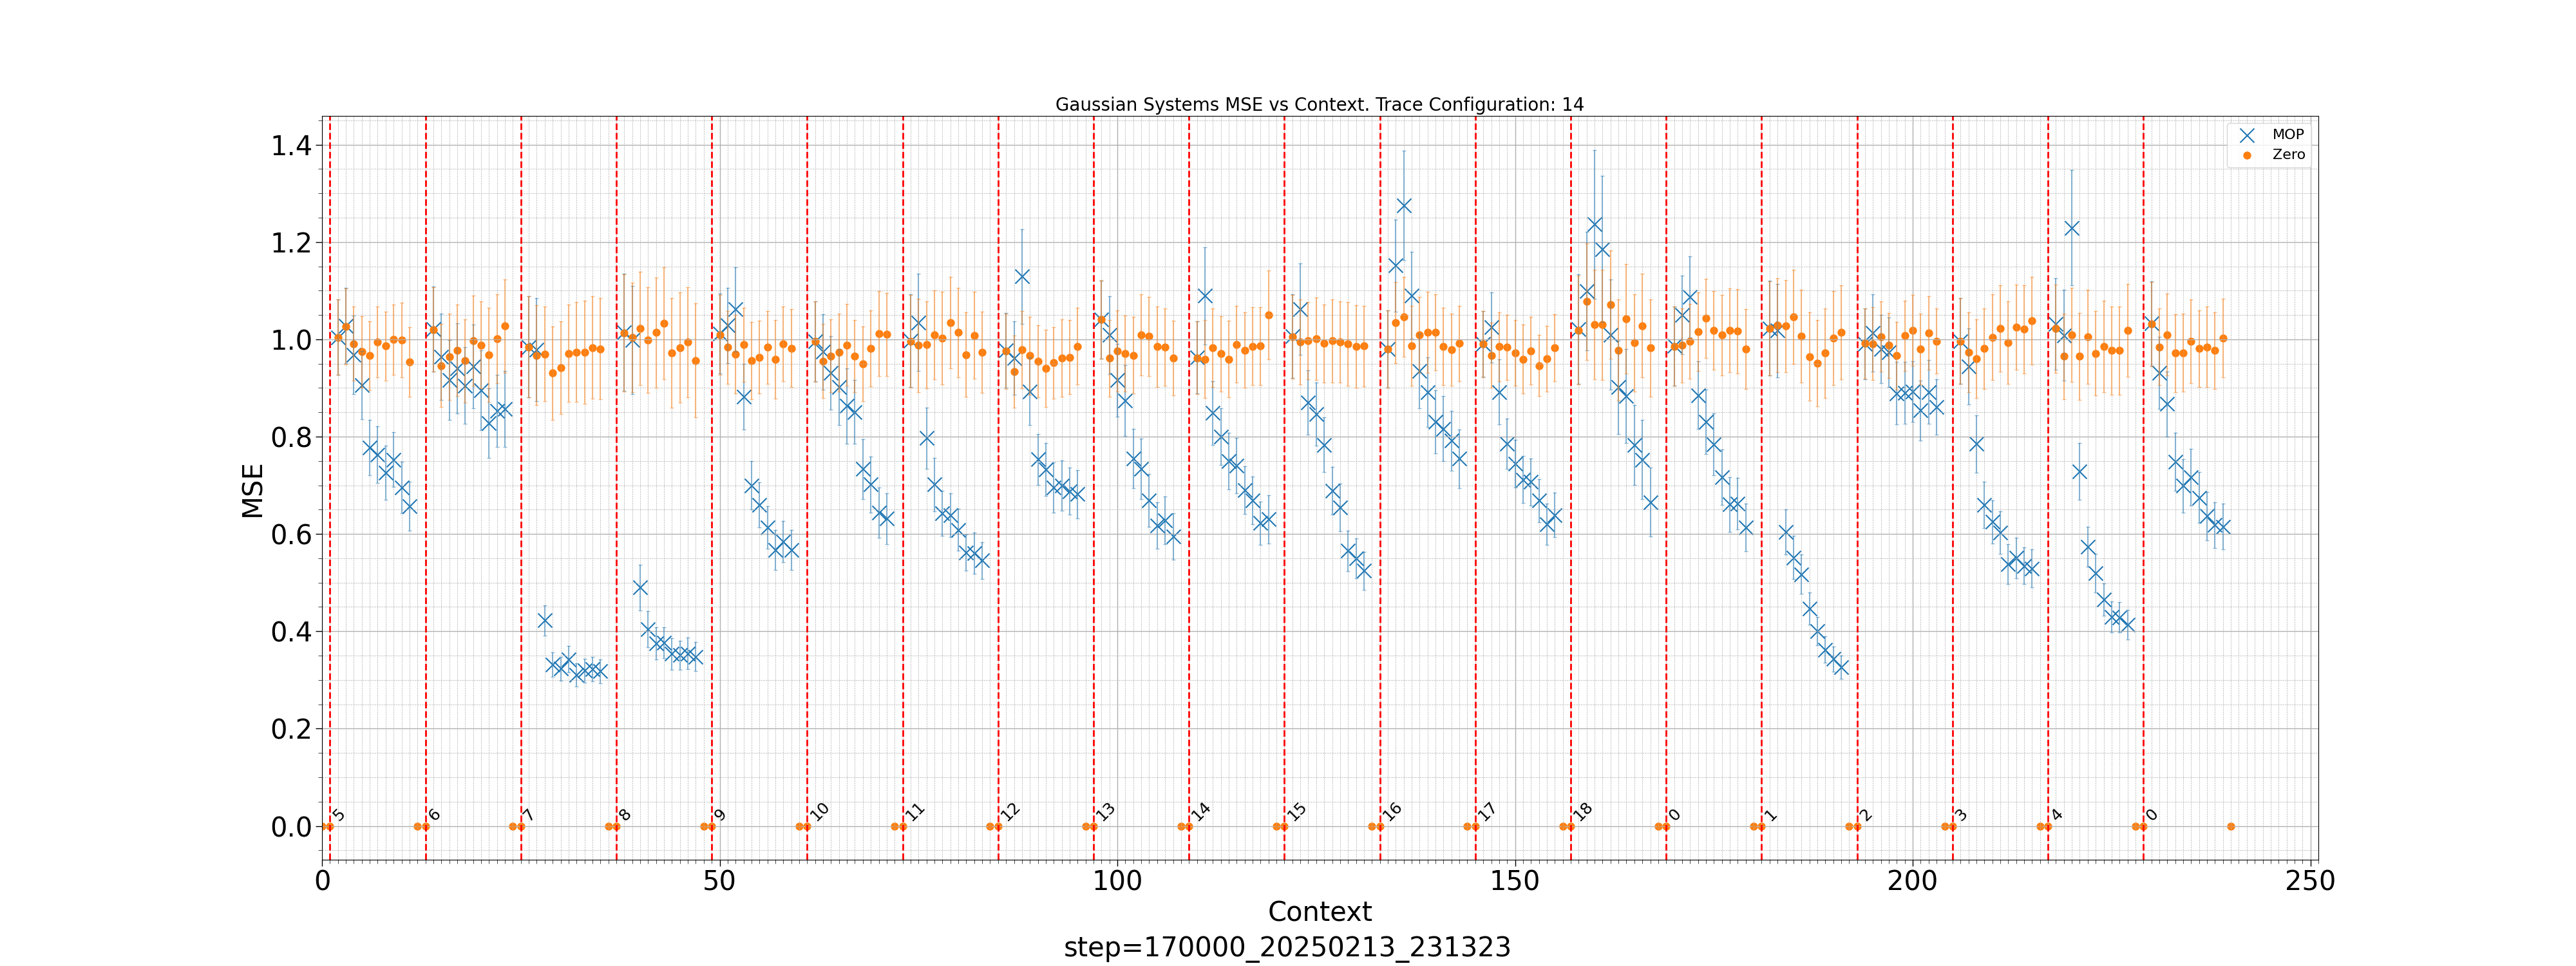 Gaussian Systems MSE vs Context. Trace Configuration: 14
MOP
Zero
MSE
1.4
1.2
1.0
0.8
0.6
0.4
0.2
0.0
5 6 7 8 9 10 11 12 13 14 15 16 17 18 0 1 2 3 4 0
0 50 100 150 200 250
Context
step=170000_20250213_231323